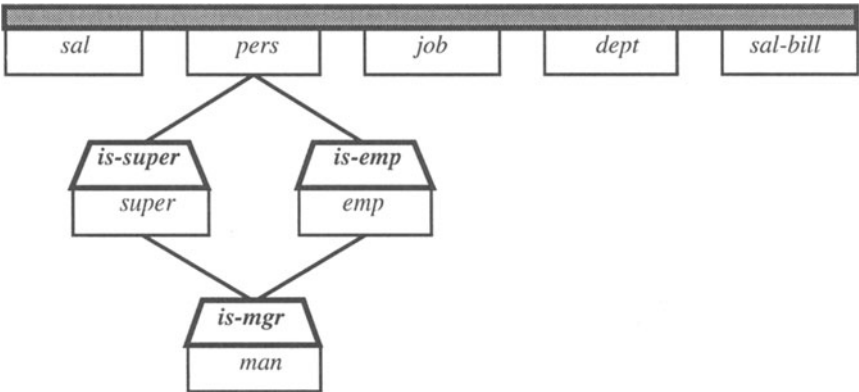 sal pers job dept sal-bill
is-super is-emp
super emp
is-mgr
man